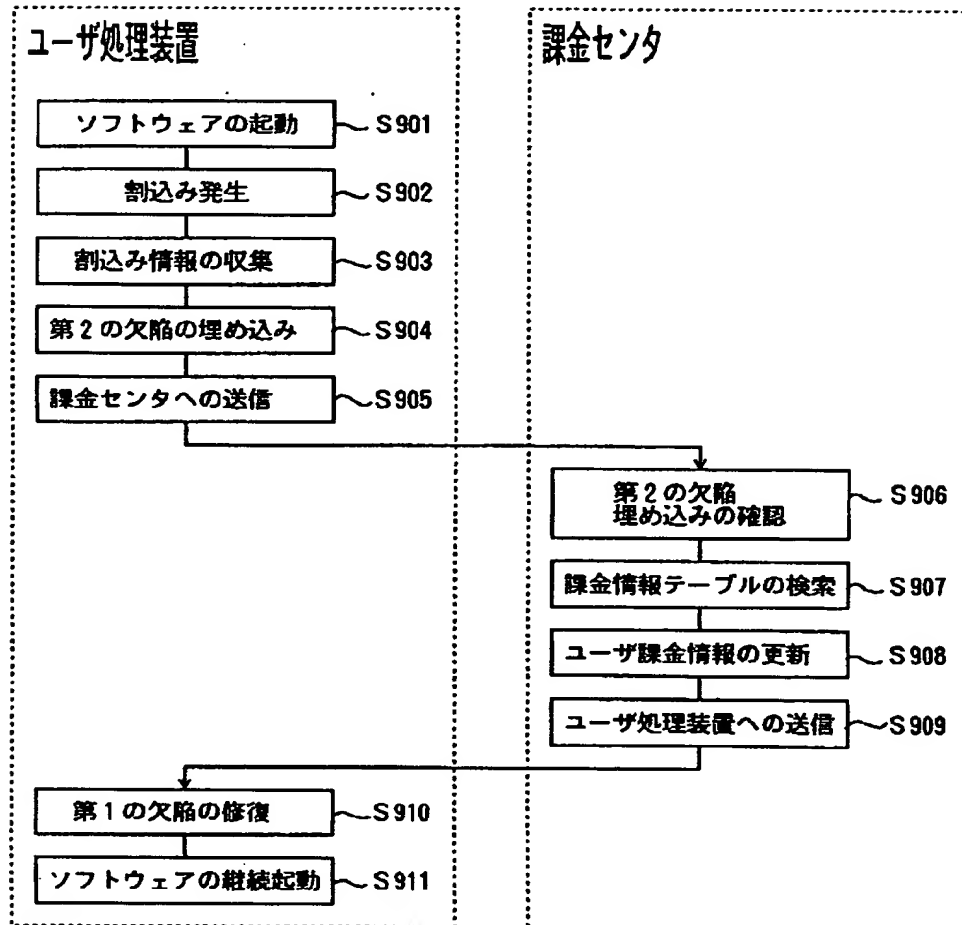 ユーザ処理装置
課金センタ
ソフトウェアの起動 S901
割込み発生 S902
割込み情報の収集 S903
第2の欠陥の埋め込み S904
課金センタへの送信 S905
第2の欠陥
埋め込みの確認 S906
課金情報テーブルの検索 S907
ユーザ課金情報の更新 S908
ユーザ処理装置への送信 S909
第1の欠陥の修復 S910
ソフトウェアの継続起動 S911